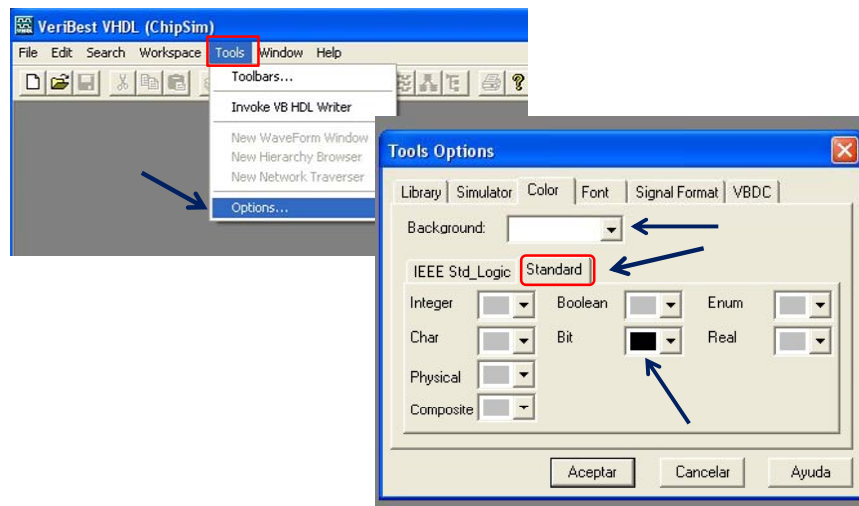 VeriBest VHDL (ChipSim)
File Edit Search Workspace Tools Window Help
Toolbars...
Invoke VB HDL Writer
New WaveForm Window
New Hierarchy Browser
New Network Traverser
Options...
Tools Options
Library Simulator Color Font Signal Format VBDC
Background:
IEEE Std_Logic Standard
Integer Boolean Enum
Char Bit Real
Physical
Composite
Aceptar Cancelar Ayuda